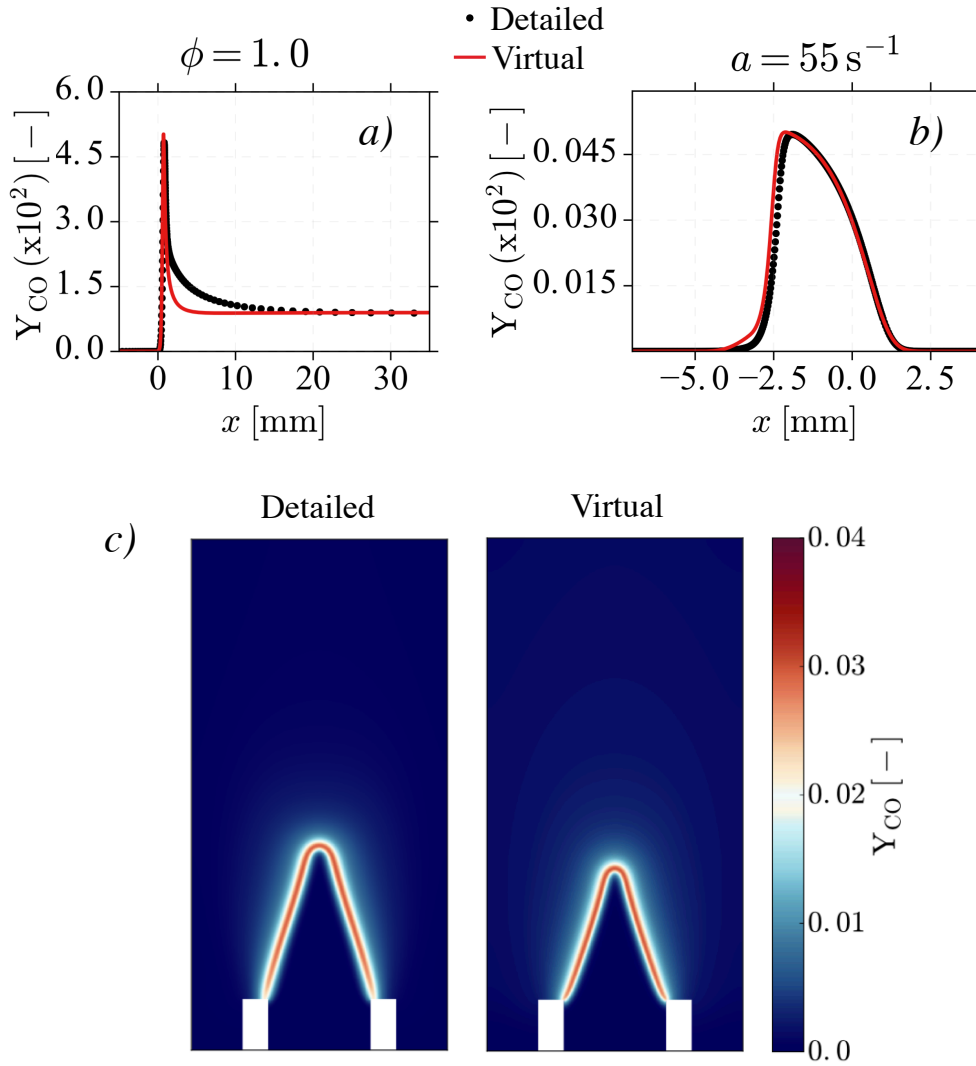 • Detailed
Virtual
ϕ = 1.0
a = 55 s⁻¹
a)
6.0
4.5
3.0
1.5
0.0
Y_CO (x10²) [−]
0 10 20 30
x [mm]
b)
0.045
0.030
0.015
Y_CO (x10²) [−]
−5.0 −2.5 0.0 2.5
x [mm]
c)
Detailed
Virtual
0.04
0.03
0.02
0.01
0.0
Y_CO [−]